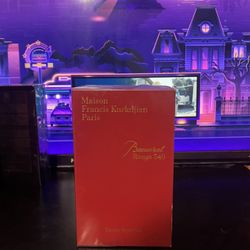 Maison
Francis Kurkdjian
Paris
Baccarat
Rouge 540